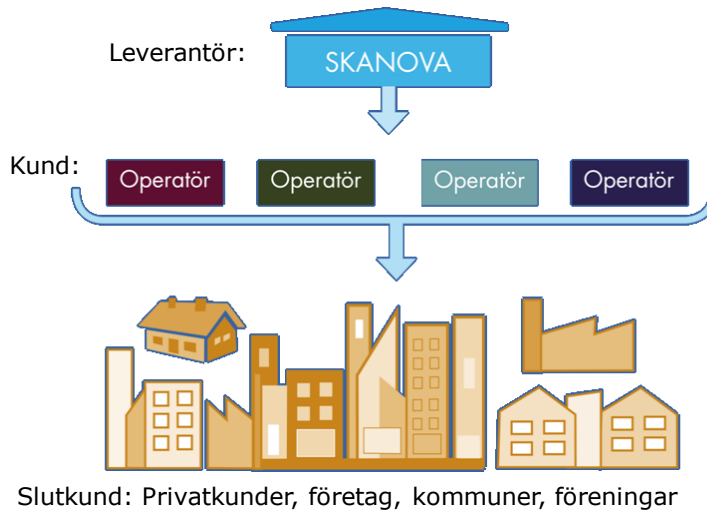 Leverantör:
SKANOVA
Kund:
Operatör Operatör Operatör Operatör
Slutkund: Privatkunder, företag, kommuner, föreningar